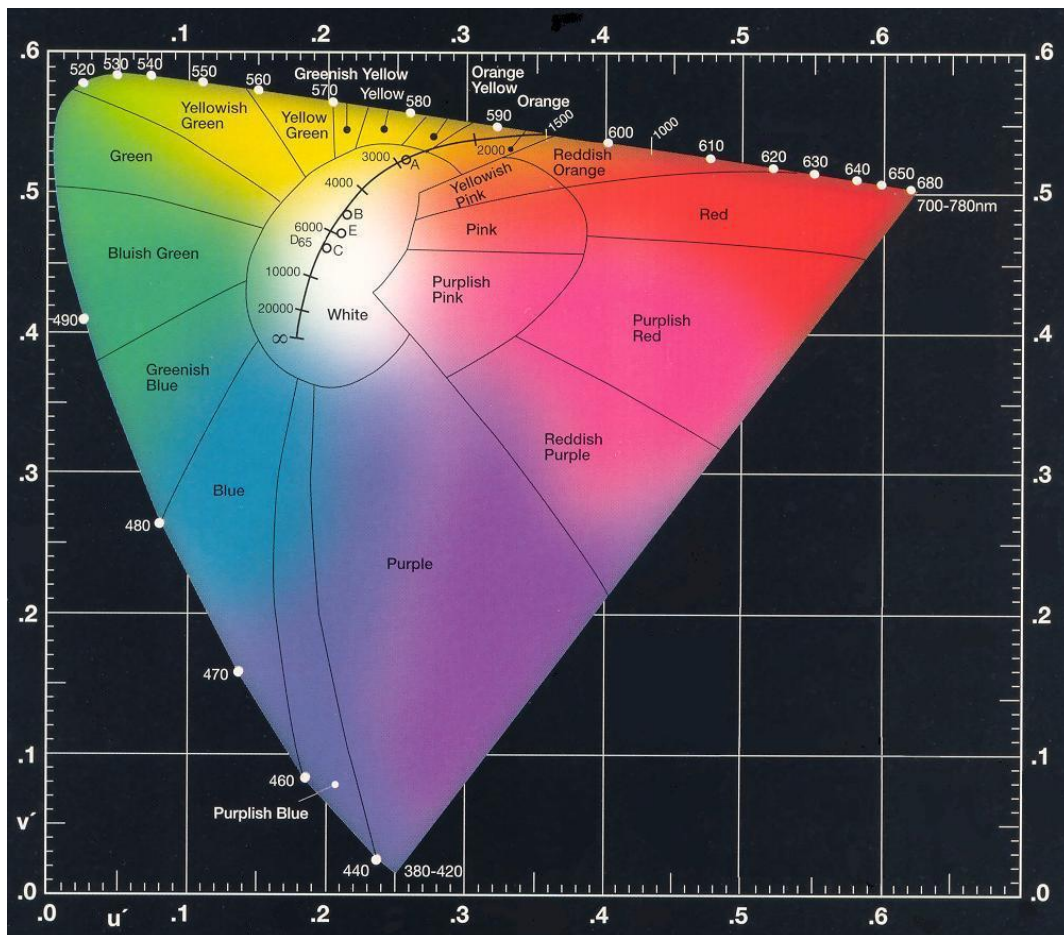 .1 .2 .3 .4 .5 .6
.6 .6
520 530 540 550 560 570 580 590 600 610 620 630 640 650 680
700-780nm
Greenish Yellow
Yellow
Orange
Yellow
Orange
1500
1000
Yellowish
Green
Yellow
Green
3000
A
2000
Reddish
Orange
Green
Yellowish
Pink
.5 .5
4000
B
Red
6000
E
Pink
D65
C
Bluish Green
10000
Purplish
Pink
20000
White
Purplish
Red
490
∞
.4 .4
Greenish
Blue
Reddish
Purple
.3 .3
Blue
480
Purple
.2 .2
470
.1 .1
460
Purplish Blue
v´
440
380-420
.0 .0
.0 .1 .2 .3 .4 .5 .6
u´